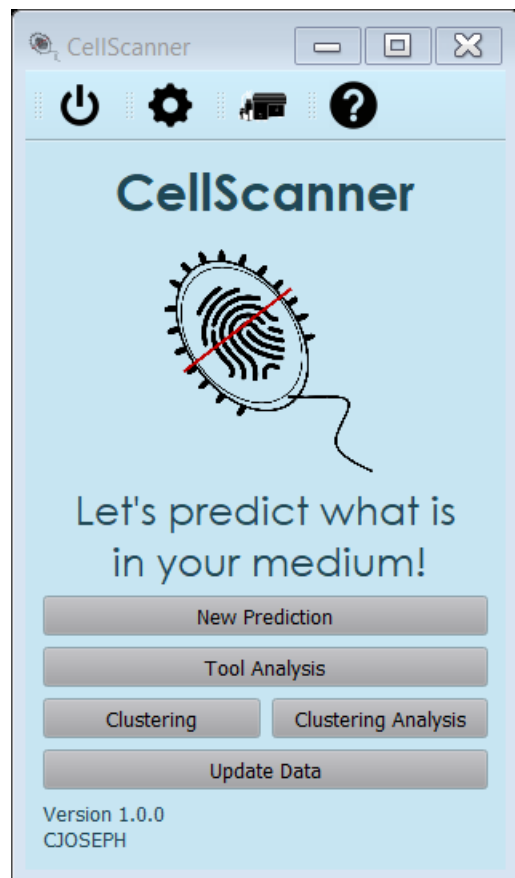 CellScanner
CellScanner
Let's predict what is
in your medium!
New Prediction
Tool Analysis
Clustering
Clustering Analysis
Update Data
Version 1.0.0
CJOSEPH